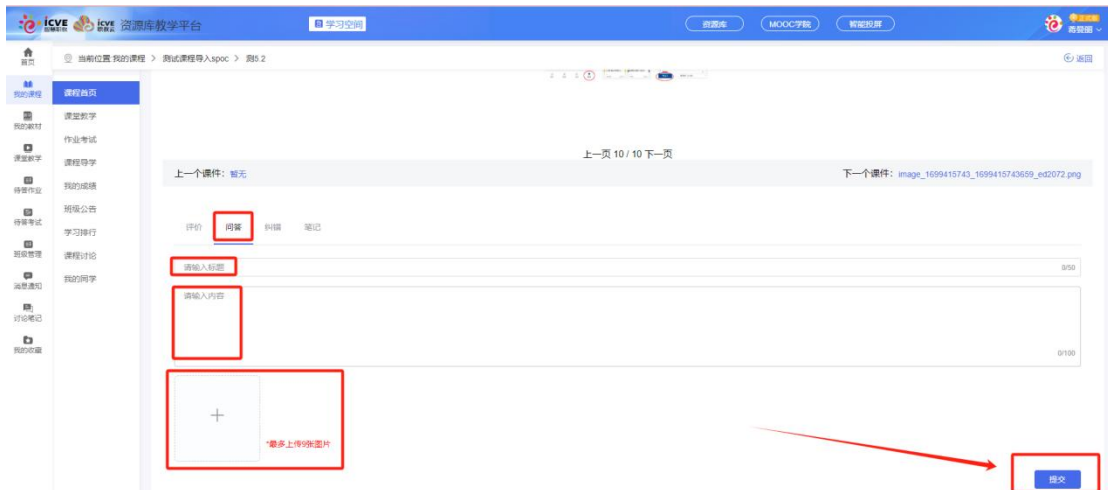 icve 智慧职教 icve 职教云 资源库教学平台
学习空间
资源库 MOOC学院 智能投屏
首页
当前位置 我的课程 > 测试课程导入spoc > 测5.2
返回
我的课程
我的教材
课堂教学
待答作业
待答考试
班级管理
消息通知
讨论笔记
我的收藏
课程首页
课堂教学
作业考试
课程导学
我的成绩
班级公告
学习排行
课程讨论
我的同学
上一页 10 / 10 下一页
上一个课件：暂无
下一个课件：image_1699415743_1699415743659_ed2072.png
评价 问答 纠错 笔记
请输入标题
0/50
请输入内容
0/100
+
*最多上传9张图片
提交